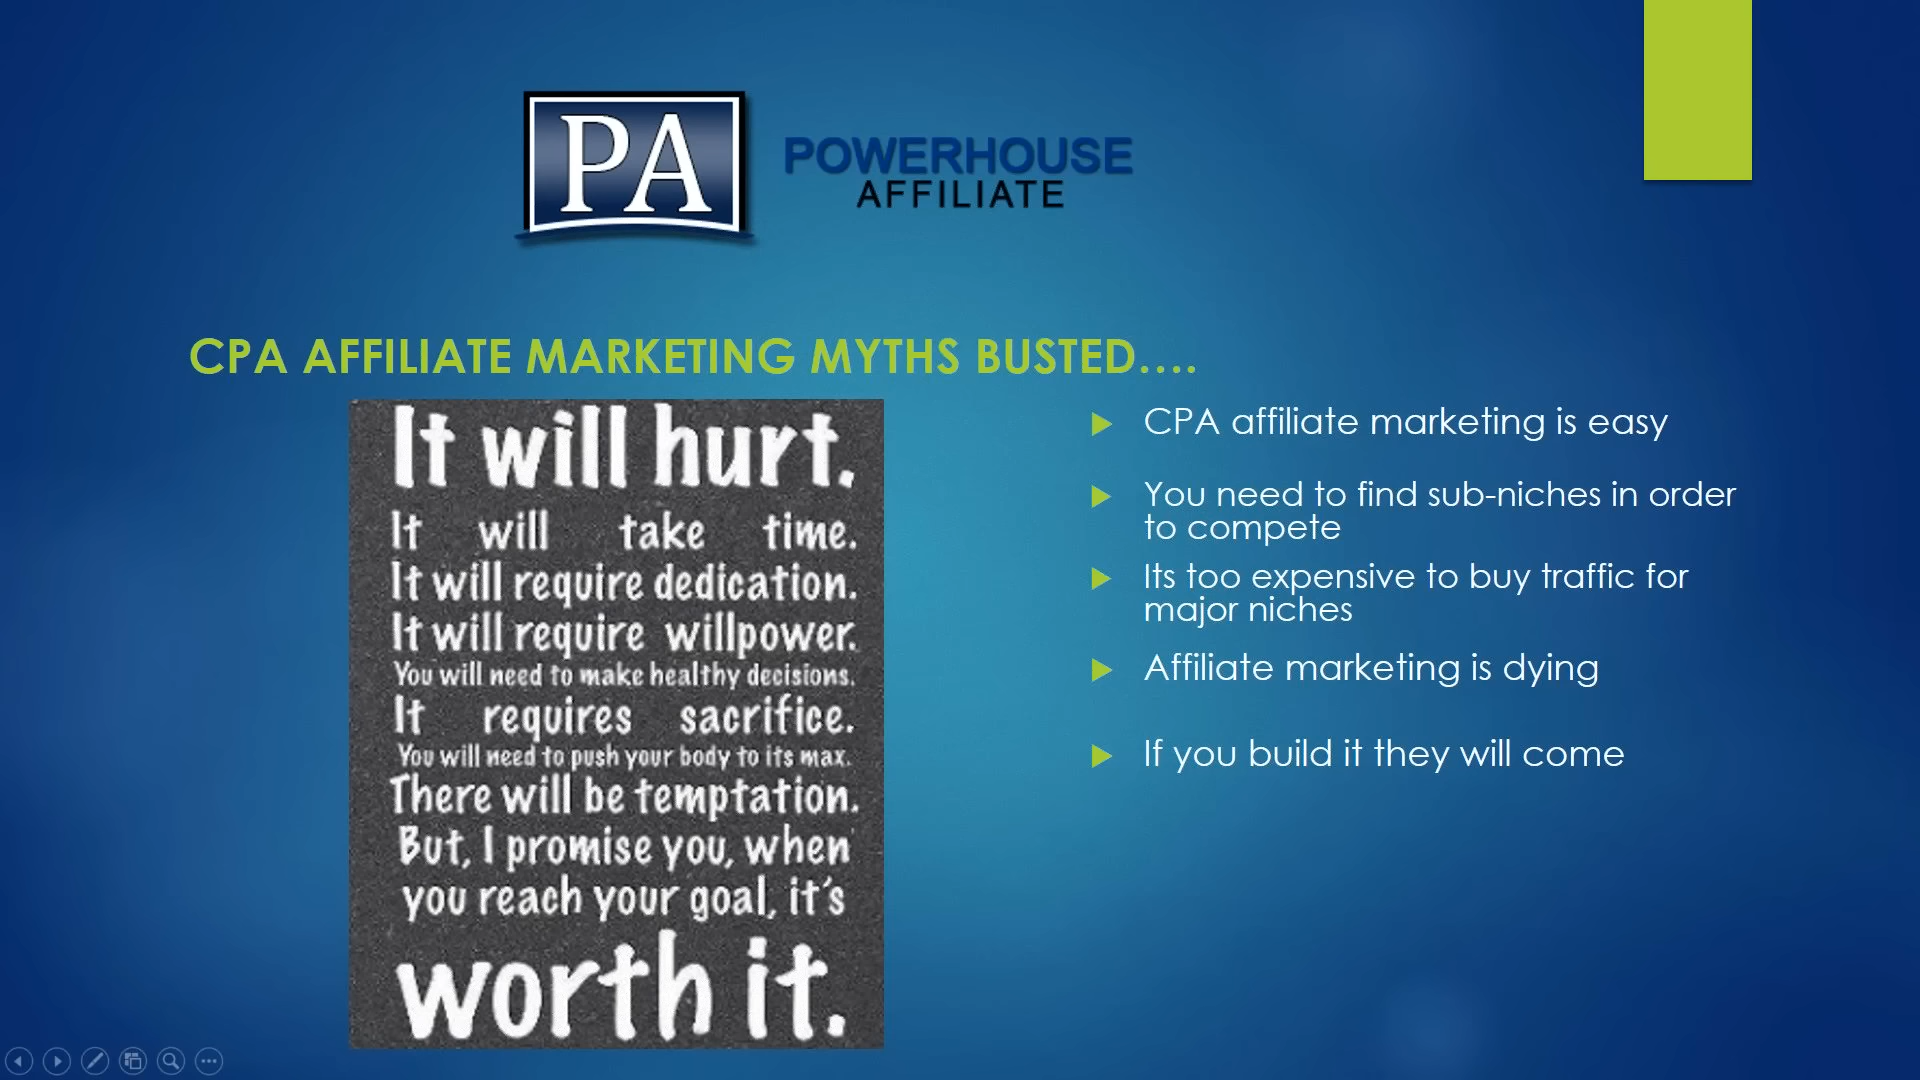 PA
POWERHOUSE
AFFILIATE
CPA AFFILIATE MARKETING MYTHS BUSTED....
It will hurt.
It will take time.
It will require dedication.
It will require willpower.
You will need to make healthy decisions.
It requires sacrifice.
You will need to push your body to its max.
There will be temptation.
But, I promise you, when
you reach your goal, it's
worth it.
CPA affiliate marketing is easy
You need to find sub-niches in order
to compete
Its too expensive to buy traffic for
major niches
Affiliate marketing is dying
If you build it they will come